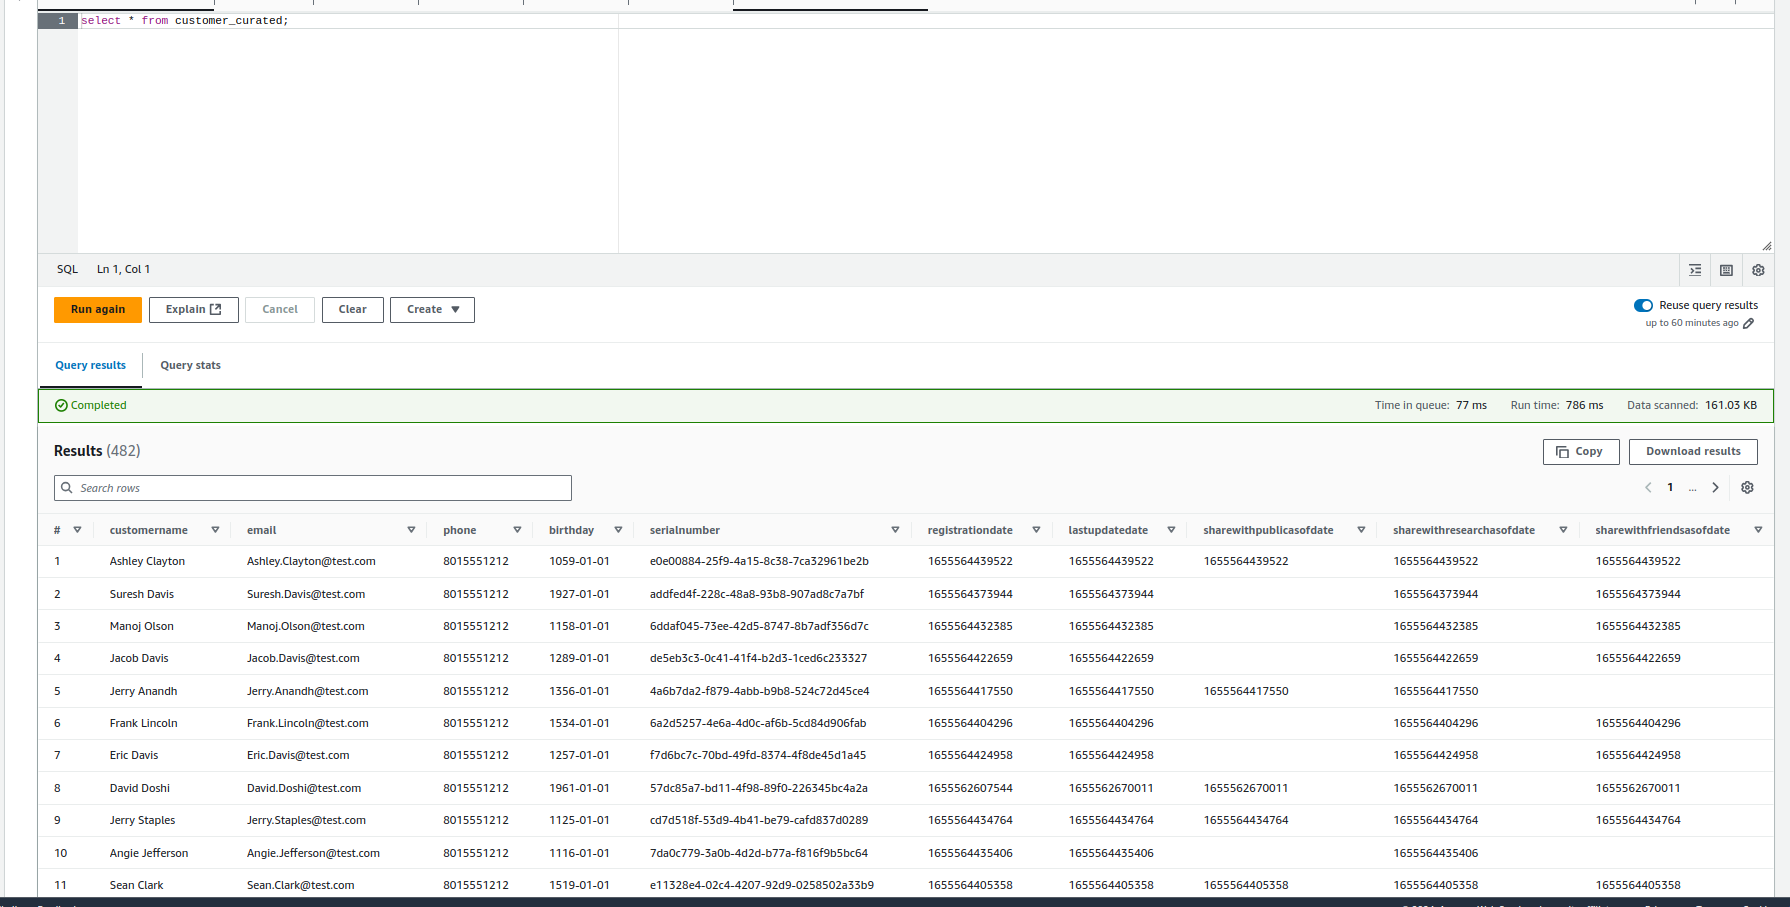 1 select * from customer_curated;
SQL Ln 1, Col 1
Run again Explain Cancel Clear Create Reuse query results
up to 60 minutes ago
Query results Query stats
Completed Time in queue: 77 ms Run time: 786 ms Data scanned: 161.03 KB
Results (482) Copy Download results
Search rows 1 ...
# customername email phone birthday serialnumber registrationdate lastupdatedate sharewithpublicasofdate sharewithresearchasofdate sharewithfriendsasofdate
1 Ashley Clayton Ashley.Clayton@test.com 8015551212 1059-01-01 e0e00884-25f9-4a15-8c38-7ca32961be2b 1655564439522 1655564439522 1655564439522 1655564439522 1655564439522
2 Suresh Davis Suresh.Davis@test.com 8015551212 1927-01-01 addfed4f-228c-48a8-93b8-907ad8c7a7bf 1655564373944 1655564373944 1655564373944 1655564373944
3 Manoj Olson Manoj.Olson@test.com 8015551212 1158-01-01 6ddaf045-73ee-42d5-8747-8b7adf356d7c 1655564432385 1655564432385 1655564432385 1655564432385
4 Jacob Davis Jacob.Davis@test.com 8015551212 1289-01-01 de5eb3c3-0c41-41f4-b2d3-1ced6c233327 1655564422659 1655564422659 1655564422659 1655564422659
5 Jerry Anandh Jerry.Anandh@test.com 8015551212 1356-01-01 4a6b7da2-f879-4abb-b9b8-524c72d45ce4 1655564417550 1655564417550 1655564417550 1655564417550
6 Frank Lincoln Frank.Lincoln@test.com 8015551212 1534-01-01 6a2d5257-4e6a-4d0c-af6b-5cd84d906fab 1655564404296 1655564404296 1655564404296 1655564404296
7 Eric Davis Eric.Davis@test.com 8015551212 1257-01-01 f7d6bc7c-70bd-49fd-8374-4f8de45d1a45 1655564424958 1655564424958 1655564424958 1655564424958
8 David Doshi David.Doshi@test.com 8015551212 1961-01-01 57dc85a7-bd11-4f98-89f0-226345bc4a2a 1655562607544 1655562670011 1655562670011 1655562670011 1655562670011
9 Jerry Staples Jerry.Staples@test.com 8015551212 1125-01-01 cd7d518f-53d9-4b41-be79-cafd837d0289 1655564434764 1655564434764 1655564434764 1655564434764 1655564434764
10 Angie Jefferson Angie.Jefferson@test.com 8015551212 1116-01-01 7da0c779-3a0b-4d2d-b77a-f816f9b5bc64 1655564435406 1655564435406 1655564435406
11 Sean Clark Sean.Clark@test.com 8015551212 1519-01-01 e11328e4-02c4-4207-92d9-0258502a33b9 1655564405358 1655564405358 1655564405358 1655564405358 1655564405358